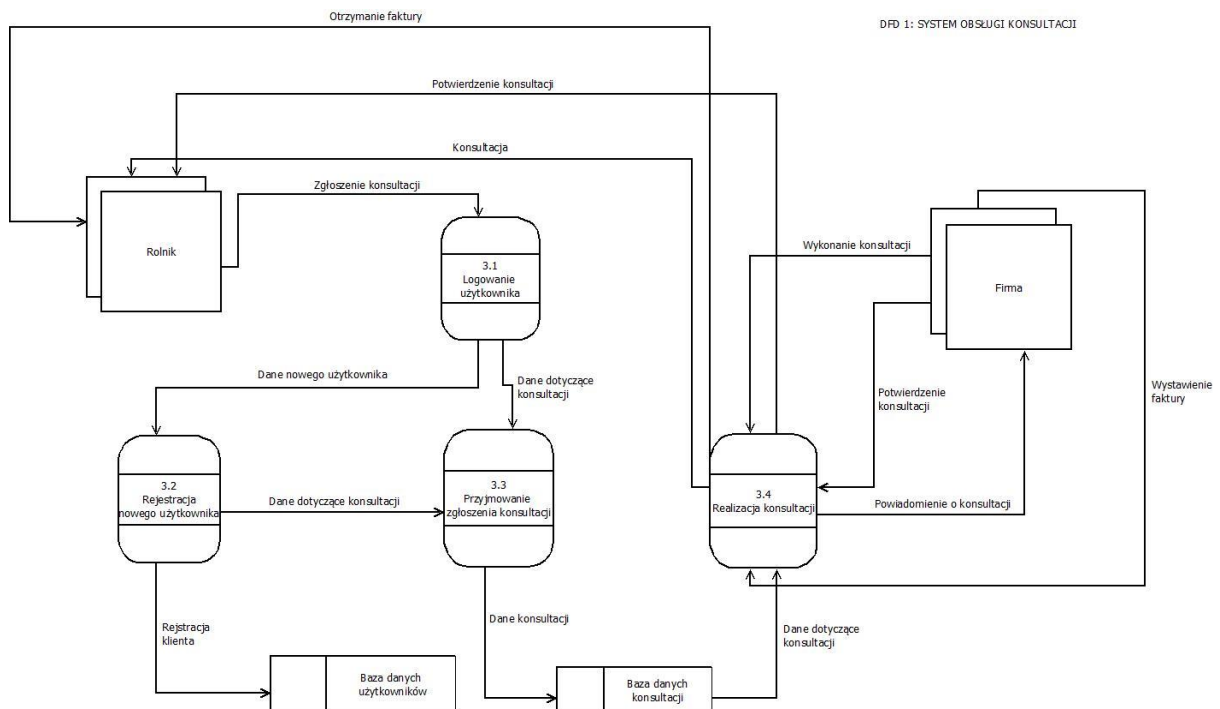 Otrzymanie faktury
DFD 1: SYSTEM OBSŁUGI KONSULTACJI
Potwierdzenie konsultacji
Konsultacja
Zgłoszenie konsultacji
Rolnik
3.1
Logowanie
użytkownika
Wykonanie konsultacji
Firma
Dane nowego użytkownika
Dane dotyczące
konsultacji
Potwierdzenie
konsultacji
Wystawienie
faktury
3.2
Rejestracja
nowego użytkownika
Dane dotyczące konsultacji
3.3
Przyjmowanie
zgłoszenia konsultacji
3.4
Realizacja konsultacji
Powiadomienie o konsultacji
Rejstracja
klienta
Dane konsultacji
Dane dotyczące
konsultacji
Baza danych
użytkowników
Baza danych
konsultacji